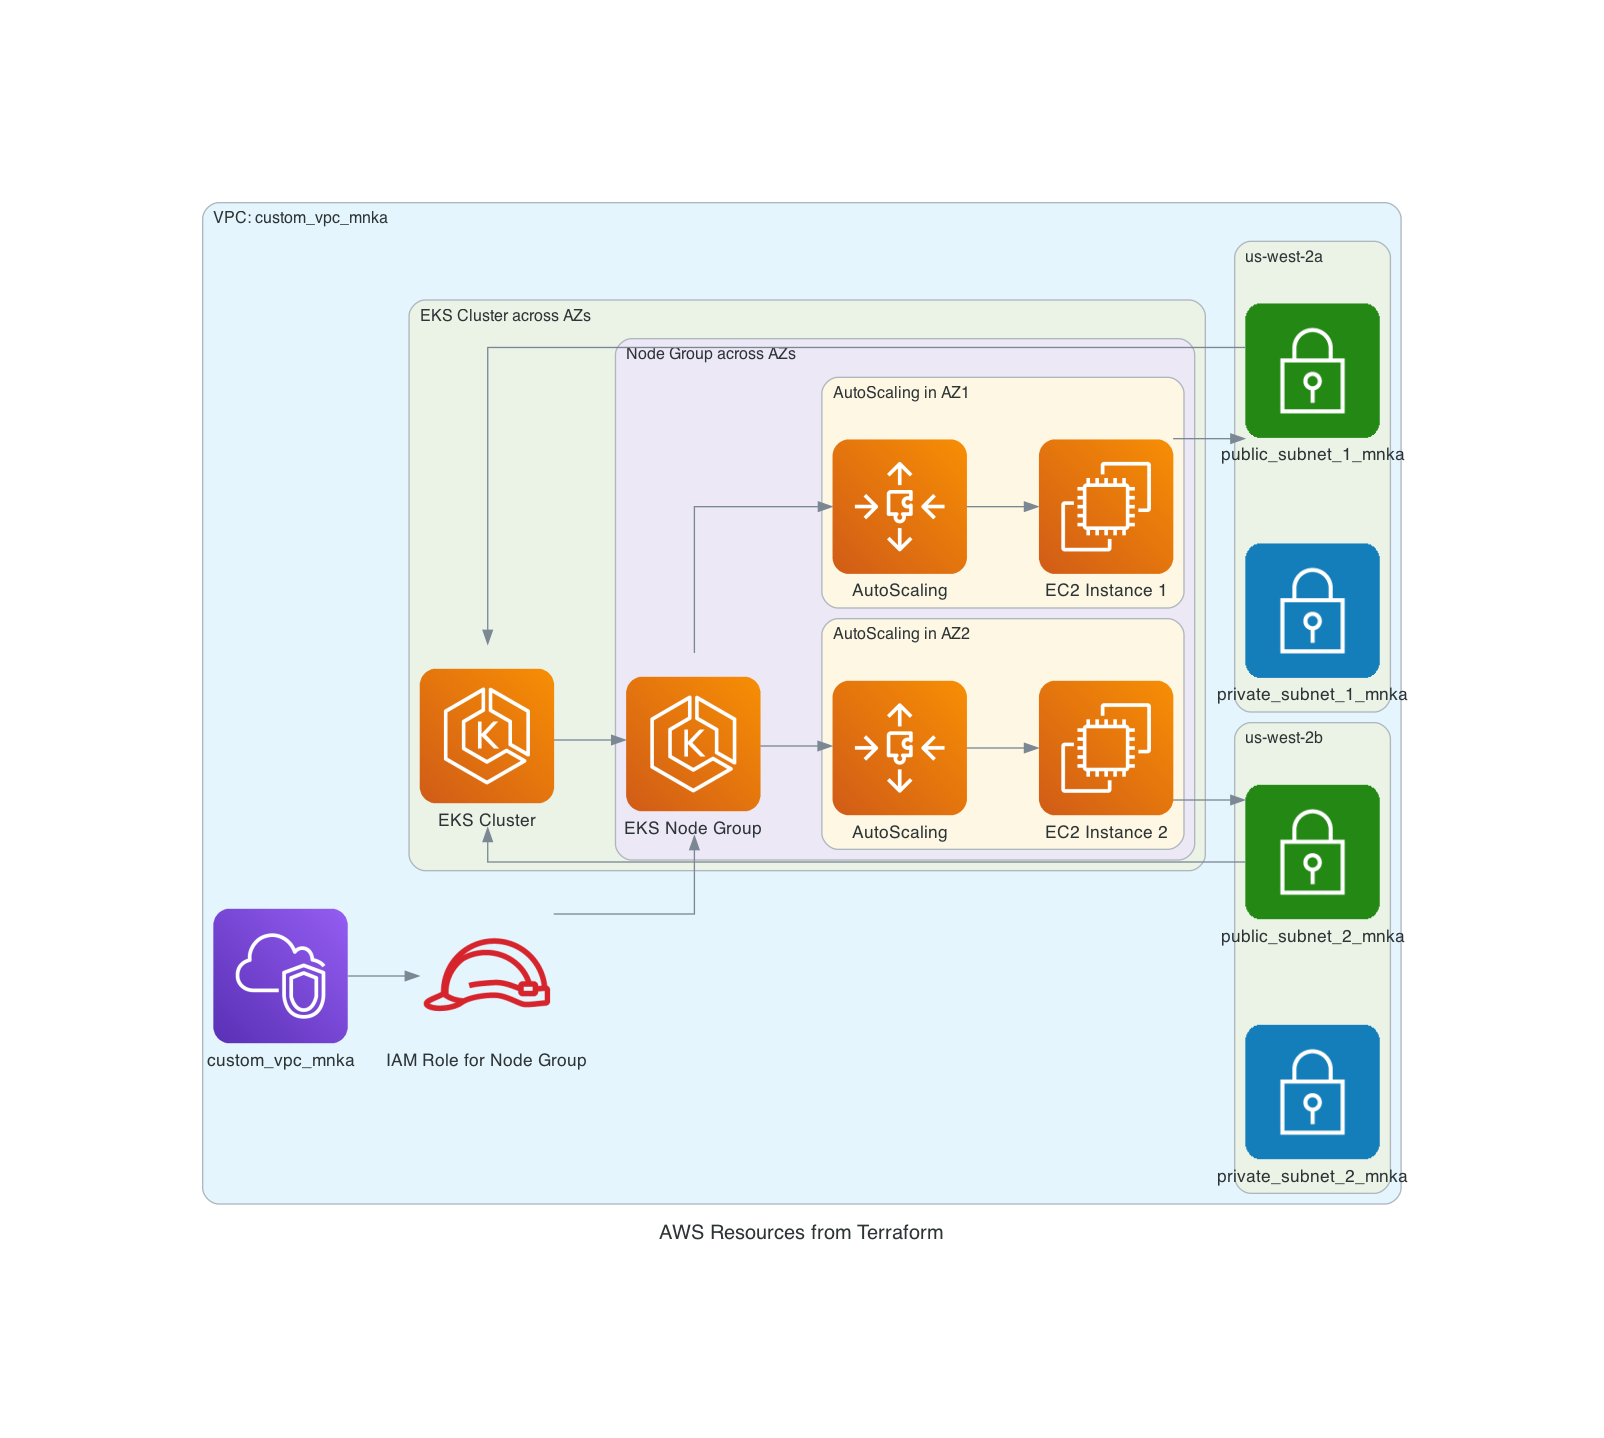 VPC: custom_vpc_mnka
us-west-2a
EKS Cluster across AZs
Node Group across AZs
AutoScaling in AZ1
public_subnet_1_mnka
AutoScaling
EC2 Instance 1
AutoScaling in AZ2
private_subnet_1_mnka
us-west-2b
K
K
EKS Cluster
EKS Node Group
AutoScaling
EC2 Instance 2
public_subnet_2_mnka
custom_vpc_mnka
IAM Role for Node Group
private_subnet_2_mnka
AWS Resources from Terraform